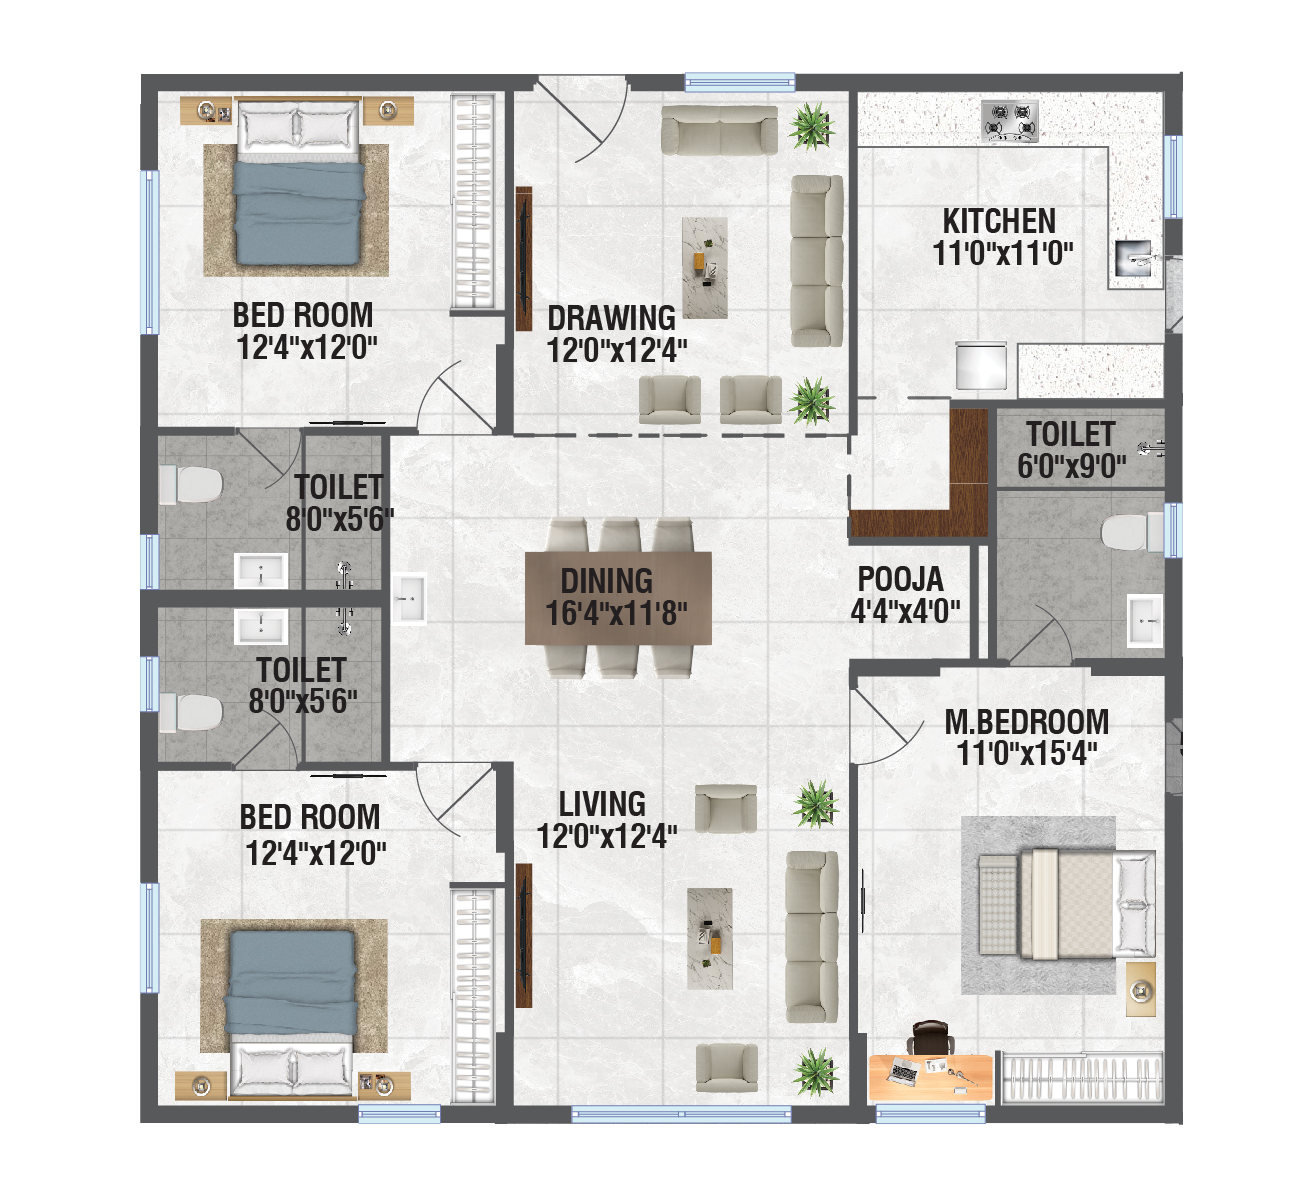 KITCHEN
11'0"x11'0"
BED ROOM
12'4"x12'0"
DRAWING
12'0"x12'4"
TOILET
6'0"x9'0"
TOILET
8'0"x5'6"
DINING
16'4"x11'8"
POOJA
4'4"x4'0"
TOILET
8'0"x5'6"
M.BEDROOM
11'0"x15'4"
LIVING
12'0"x12'4"
BED ROOM
12'4"x12'0"